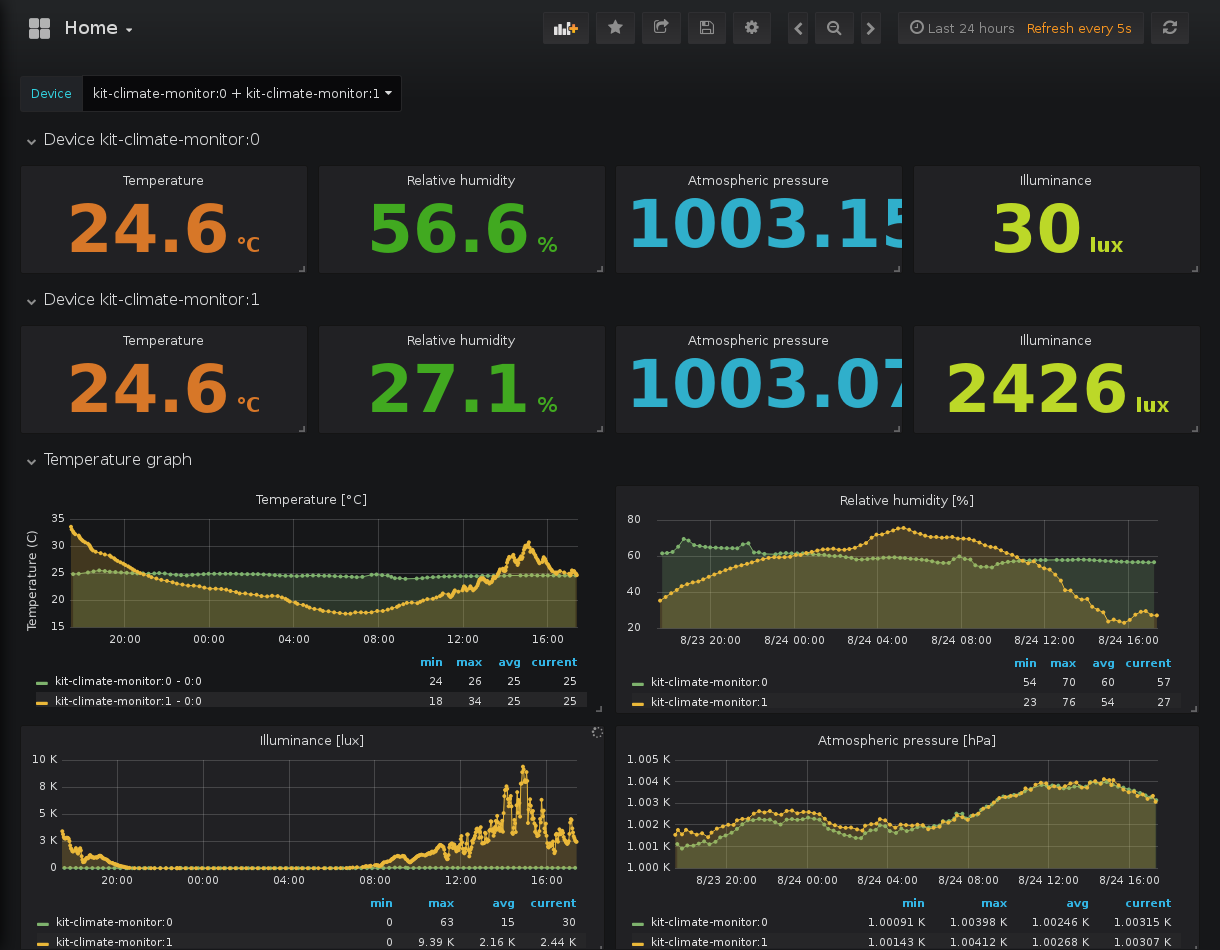 Home
Last 24 hours Refresh every 5s
Device kit-climate-monitor:0 + kit-climate-monitor:1
Device kit-climate-monitor:0
Temperature Relative humidity Atmospheric pressure Illuminance
24.6 °C 56.6 % 1003.15 30 lux
Device kit-climate-monitor:1
Temperature Relative humidity Atmospheric pressure Illuminance
24.6 °C 27.1 % 1003.07 2426 lux
Temperature graph
Temperature [°C]
Temperature (C)
35
30
25
20
15
20:00 00:00 04:00 08:00 12:00 16:00
min max avg current
kit-climate-monitor:0 - 0:0 24 26 25 25
kit-climate-monitor:1 - 0:0 18 34 25 25
Relative humidity [%]
80
60
40
20
8/23 20:00 8/24 00:00 8/24 04:00 8/24 08:00 8/24 12:00 8/24 16:00
min max avg current
kit-climate-monitor:0 54 70 60 57
kit-climate-monitor:1 23 76 54 27
Illuminance [lux]
10 K
8 K
5 K
3 K
0
20:00 00:00 04:00 08:00 12:00 16:00
min max avg current
kit-climate-monitor:0 0 63 15 30
kit-climate-monitor:1 0 9.39 K 2.16 K 2.44 K
Atmospheric pressure [hPa]
1.005 K
1.004 K
1.003 K
1.002 K
1.001 K
1.000 K
8/23 20:00 8/24 00:00 8/24 04:00 8/24 08:00 8/24 12:00 8/24 16:00
min max avg current
kit-climate-monitor:0 1.00091 K 1.00398 K 1.00246 K 1.00315 K
kit-climate-monitor:1 1.00143 K 1.00412 K 1.00268 K 1.00307 K